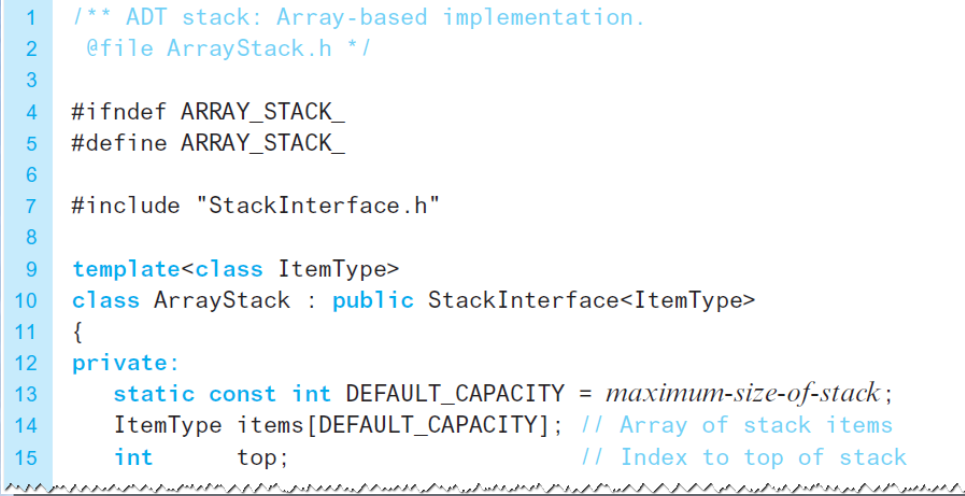 1 /** ADT stack: Array-based implementation.
2 @file ArrayStack.h */
3
4 #ifndef ARRAY_STACK_
5 #define ARRAY_STACK_
6
7 #include "StackInterface.h"
8
9 template<class ItemType>
10 class ArrayStack : public StackInterface<ItemType>
11 {
12 private:
13 static const int DEFAULT_CAPACITY = maximum-size-of-stack;
14 ItemType items[DEFAULT_CAPACITY]; // Array of stack items
15 int top; // Index to top of stack